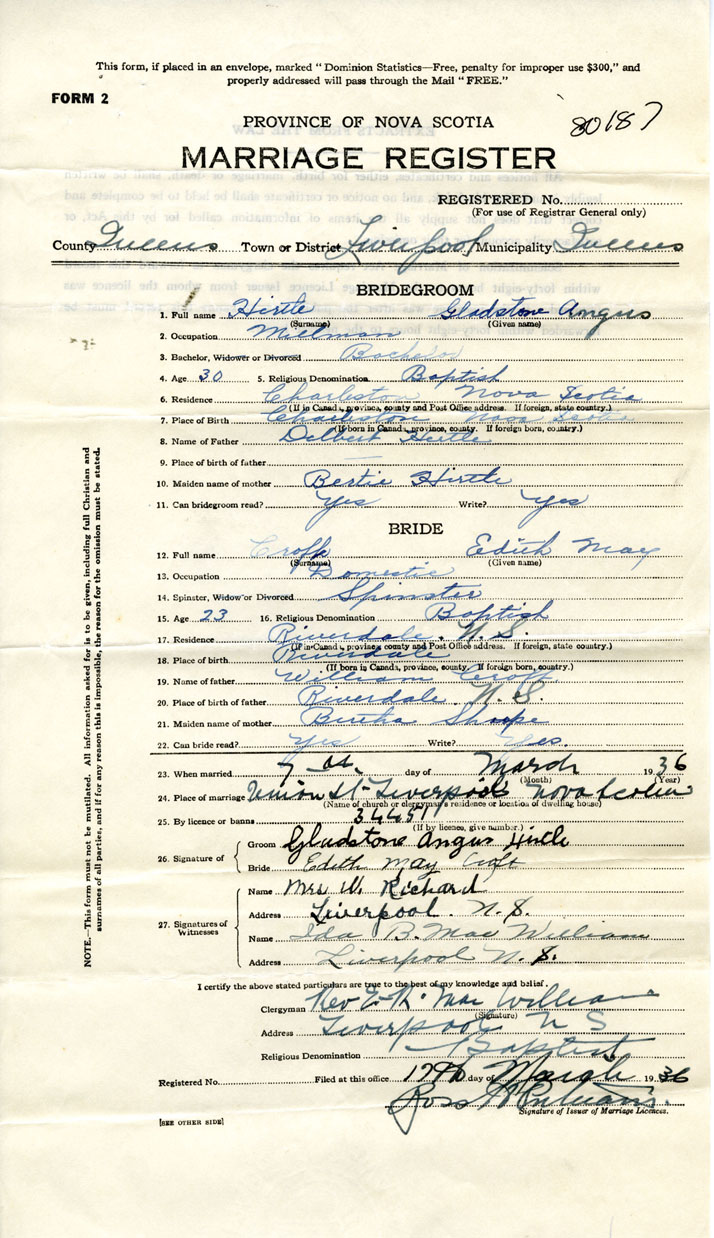 This form, if placed in an envelope, marked "Dominion Statistics—Free, penalty for improper use $300," and
properly addressed will pass through the Mail "FREE."
FORM 2
PROVINCE OF NOVA SCOTIA
80187
MARRIAGE REGISTER
REGISTERED No.
(For use of Registrar General only)
County Queens Town or District Liverpool Municipality Queens
BRIDEGROOM
1. Full name Hirtle Gladstone Angus
(Surname) (Given name)
2. Occupation Millman
3. Bachelor, Widower or Divorced Bachelor
4. Age 30 5. Religious Denomination Baptist
6. Residence Charleston Nova Scotia
(If in Canada, province, county and Post Office address. If foreign, state country.)
7. Place of Birth Charleston Nova Scotia
(If born in Canada, province, county. If foreign born, country.)
8. Name of Father Delbert Hirtle
9. Place of birth of father
10. Maiden name of mother Bertie Hirtle
11. Can bridegroom read? Yes Write? Yes
BRIDE
12. Full name Croft Edith May
(Surname) (Given name)
13. Occupation Domestic
14. Spinster, Widow or Divorced Spinster
15. Age 23 16. Religious Denomination Baptist
17. Residence Riverdale. N.S.
(If in Canada, province county and Post Office address. If foreign, state country.)
18. Place of birth Riverdale
(If born in Canada, province, county. If foreign born, country.)
19. Name of father William Croft
20. Place of birth of father Riverdale. N.S.
21. Maiden name of mother Bertha Sharpe
22. Can bride read? Yes Write? Yes.
23. When married 7 day of March 1936
(Month) (Year)
24. Place of marriage Union St- Liverpool Nova Scotia
(Name of church or clergyman's residence or location of dwelling house)
25. By licence or banns 34451
(If by licence, give number.)
26. Signature of
Groom Gladstone Angus Hirtle
Bride Edith May Croft
27. Signatures of Witnesses
Name Mrs W. Richard
Address Liverpool. N.S.
Name Ida B. Mac William
Address Liverpool N.S.
I certify the above stated particulars are true to the best of my knowledge and belief.
Clergyman Rev E. R. Mac William
(Signature)
Address Liverpool N S
Religious Denomination Baptist
Registered No. Filed at this office 17th day of March 1936
Ross
Signature of Issuer of Marriage Licences.
[SEE OTHER SIDE]
NOTE.—This form must not be mutilated. All information asked for is to be given, including full Christian and
surnames of all parties, and if for any reason this is impossible, the reason for the omission must be stated.